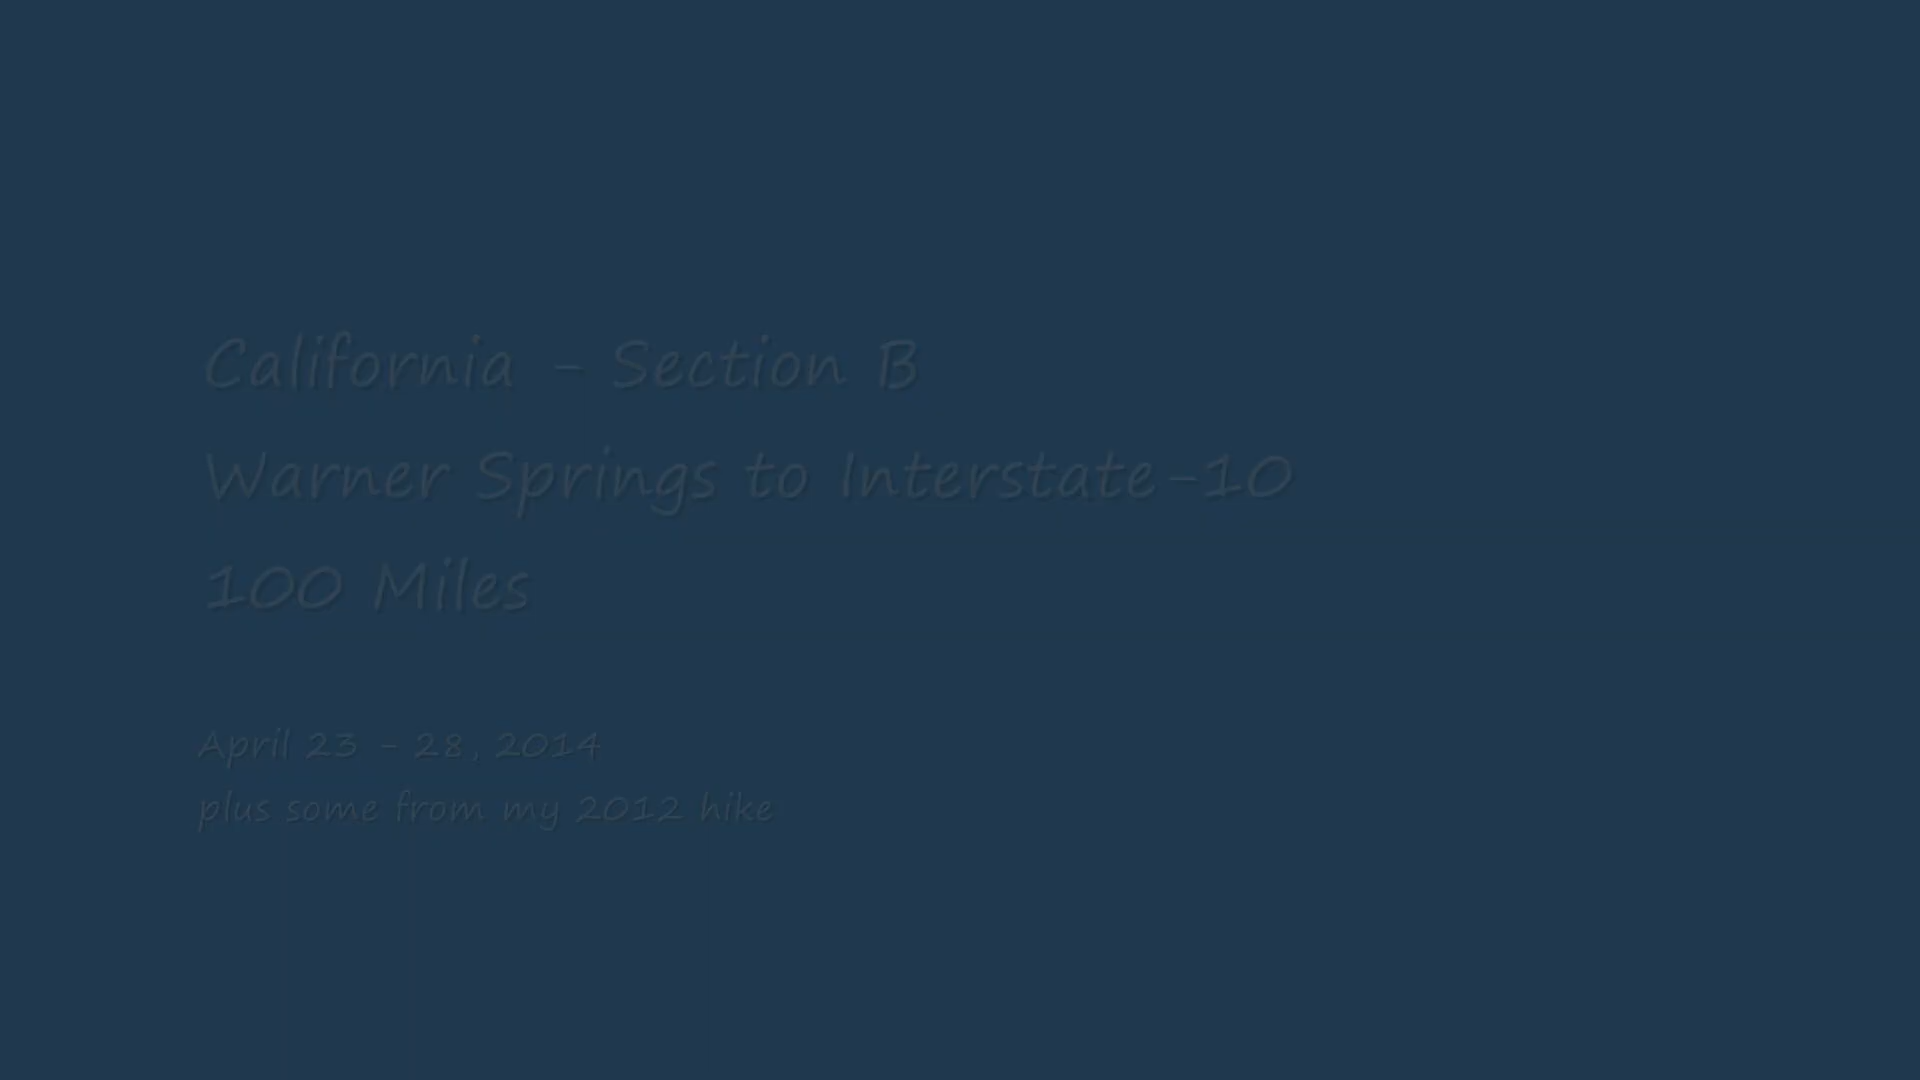 California - Section B
Warner Springs to Interstate-10
100 Miles
April 23 - 28, 2014
plus some from my 2012 hike